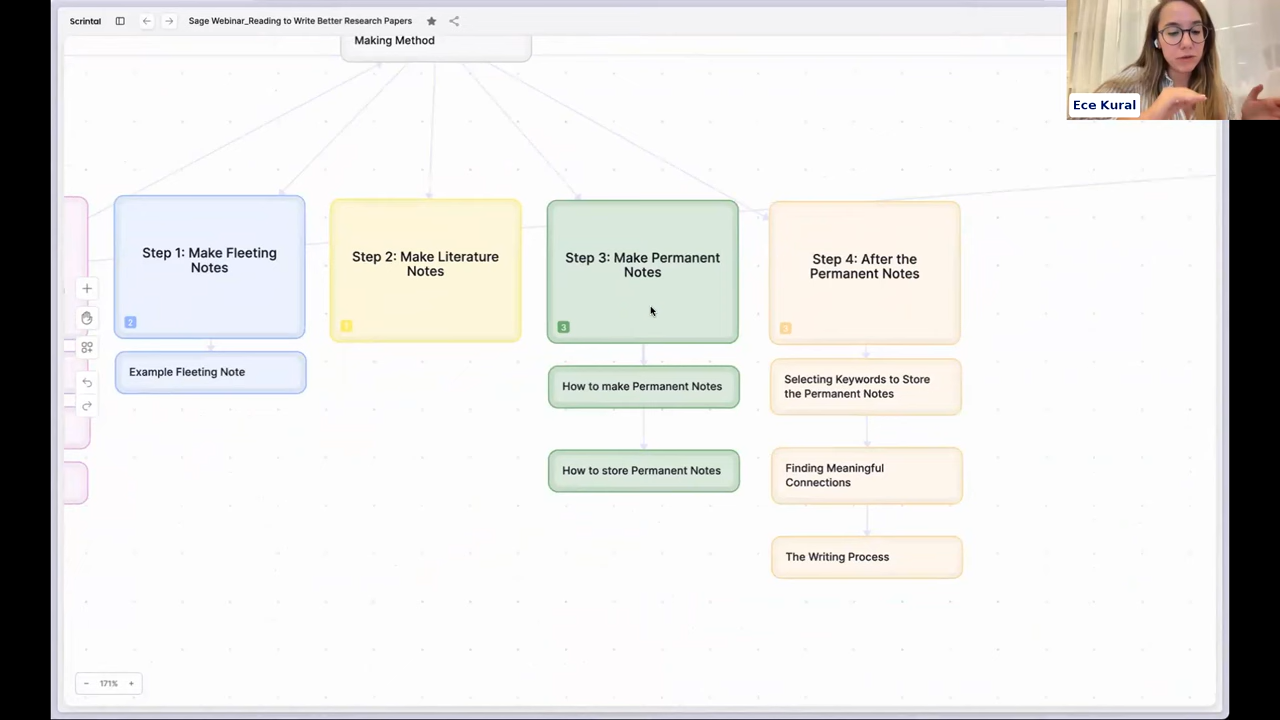 Scrintal
Sage Webinar_Reading to Write Better Research Papers
Making Method
Ece Kural
Step 1: Make Fleeting
Notes
2
Example Fleeting Note
Step 2: Make Literature
Notes
1
Step 3: Make Permanent
Notes
3
How to make Permanent Notes
How to store Permanent Notes
Step 4: After the
Permanent Notes
3
Selecting Keywords to Store
the Permanent Notes
Finding Meaningful
Connections
The Writing Process
171%